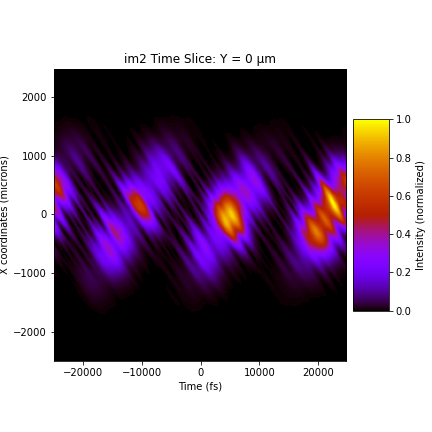 im2 Time Slice: Y = 0 μm
2000
1000
0
−1000
−2000
X coordinates (microns)
−20000 −10000 0 10000 20000
Time (fs)
1.0
0.8
0.6
0.4
0.2
0.0
Intensity (normalized)